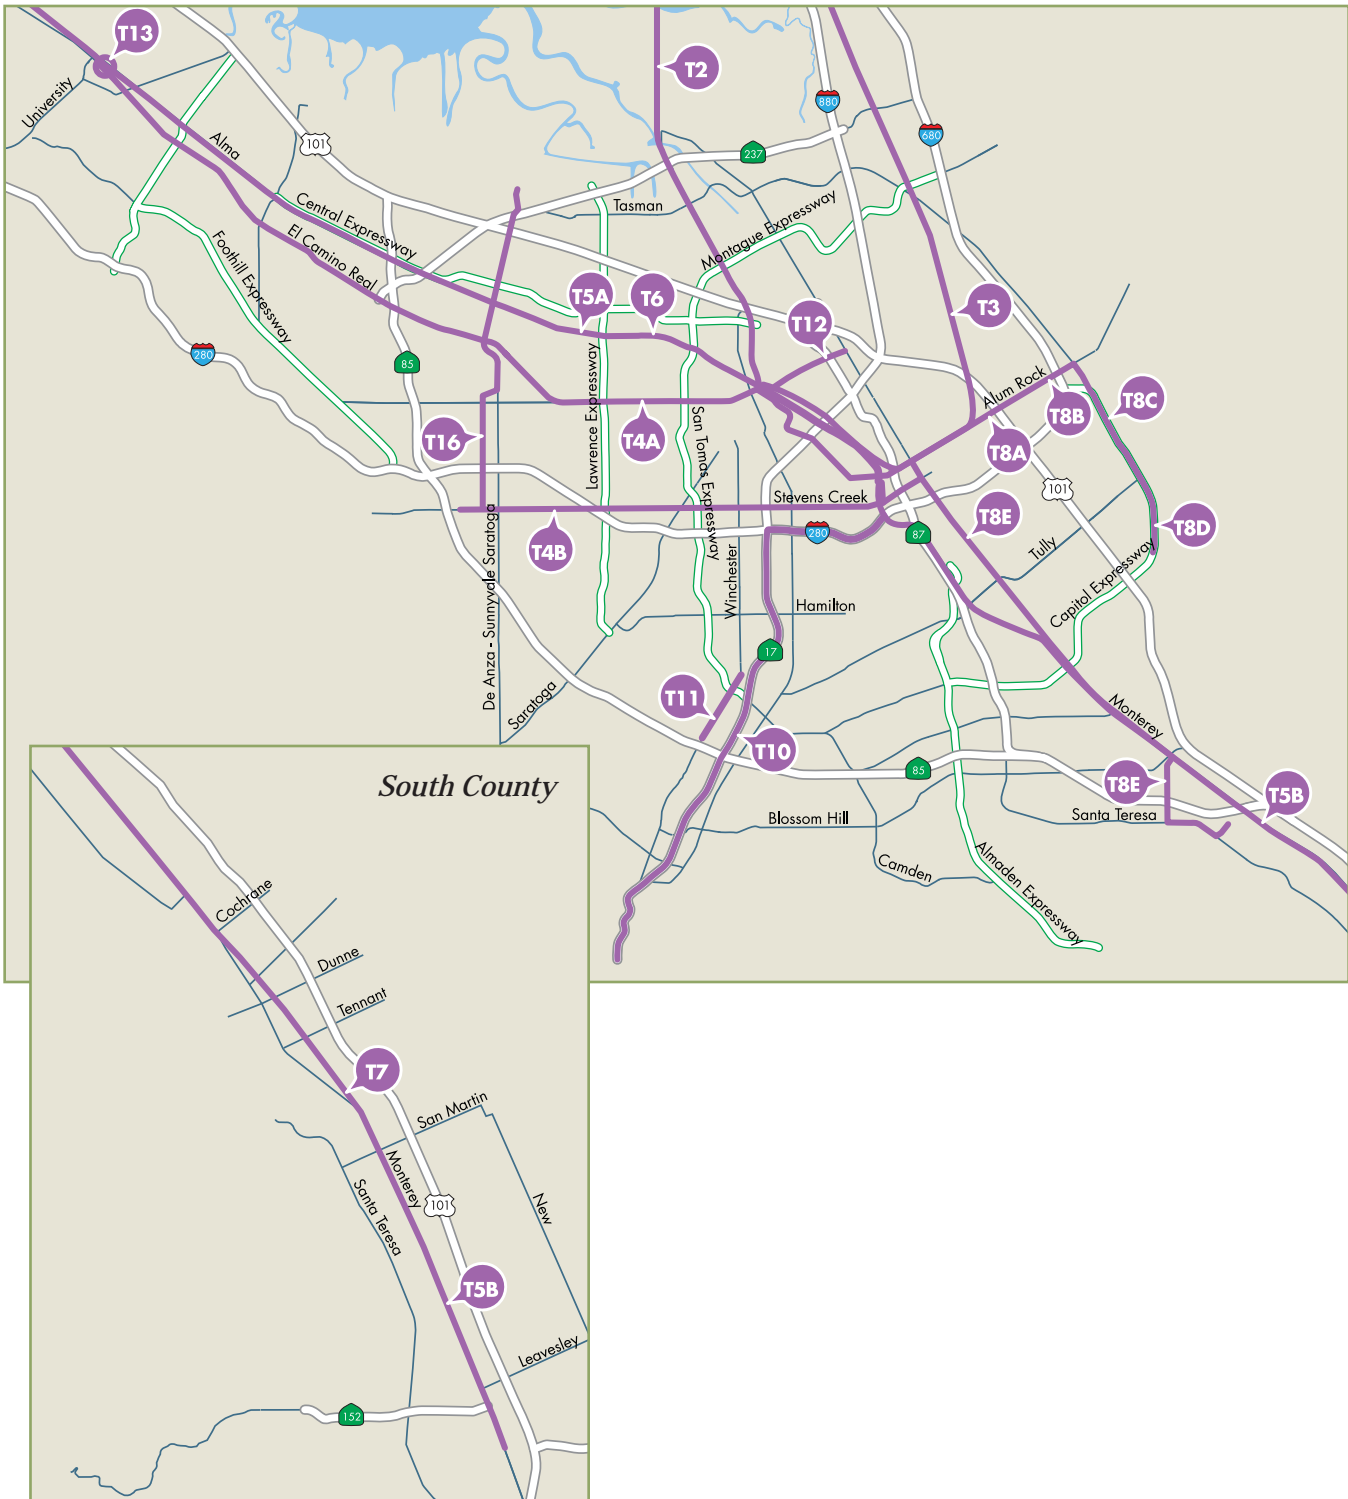 T13
T2
University
880
101
Alma
680
237
Tasman
Central Expressway
Montague Expressway
El Camino Real
Foothill Expressway
T5A
T6
T12
T3
280
85
Lawrence Expressway
Alum Rock
T8C
T8B
T16
T4A
San Tomas Expressway
T8A
101
Stevens Creek
T8E
T8D
T4B
280
87
Tully
De Anza - Sunnyvale Saratoga
Winchester
Hamilton
Capitol Expressway
17
T11
Saratoga
Monterey
T10
85
T8E
T5B
Blossom Hill
Santa Teresa
Camden
Almaden Expressway
South County
Cochrane
Dunne
Tennant
T7
San Martin
Monterey
Santa Teresa
101
New
T5B
Leavesley
152